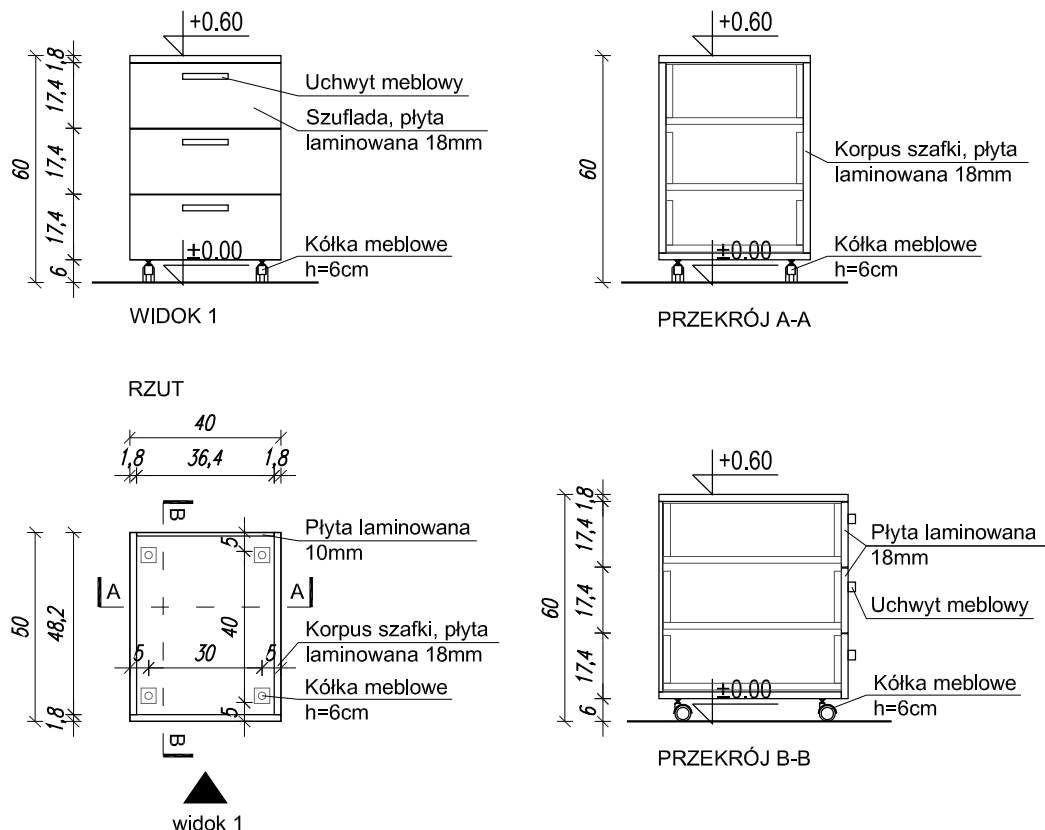 +0.60
1,8
17,4
17,4
17,4
6
60
Uchwyt meblowy
Szuflada, płyta
laminowana 18mm
±0.00
Kółka meblowe
h=6cm
WIDOK 1
+0.60
60
Korpus szafki, płyta
laminowana 18mm
±0.00
Kółka meblowe
h=6cm
PRZEKRÓJ A-A
RZUT
40
1,8
36,4
1,8
B
Płyta laminowana
10mm
5
A
A
50
48,2
40
Korpus szafki, płyta
laminowana 18mm
5
30
5
Kółka meblowe
h=6cm
5
1,8
B
widok 1
+0.60
1,8
17,4
17,4
17,4
6
60
Płyta laminowana
18mm
Uchwyt meblowy
±0.00
Kółka meblowe
h=6cm
PRZEKRÓJ B-B